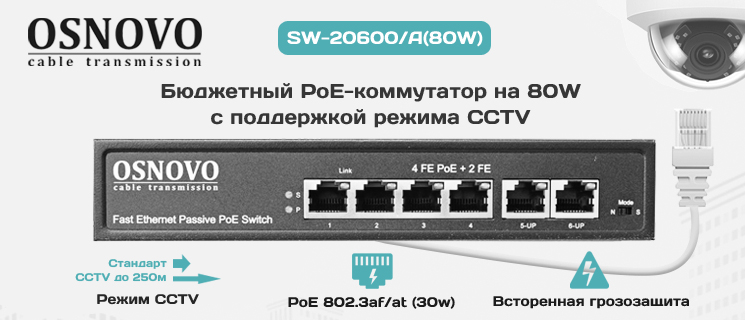 OSNOVO
cable transmission
SW-20600/A(80W)
Бюджетный PoE-коммутатор на 80W
с поддержкой режима CCTV
OSNOVO
cable transmission
Link
4 FE PoE + 2 FE
S
P
Mode
N S
Fast Ethernet Passive PoE Switch
1 2 3 4 5-UP 6-UP
Стандарт
CCTV до 250м
Режим CCTV
PoE 802.3af/at (30w)
Всторенная грозозащита